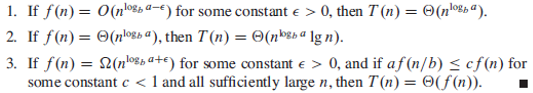 1. If f(n) = O(n^{log_b a−ϵ}) for some constant ϵ > 0, then T(n) = Θ(n^{log_b a}).
2. If f(n) = Θ(n^{log_b a}), then T(n) = Θ(n^{log_b a} lg n).
3. If f(n) = Ω(n^{log_b a+ϵ}) for some constant ϵ > 0, and if af(n/b) ≤ cf(n) for
some constant c < 1 and all sufficiently large n, then T(n) = Θ(f(n)). ■